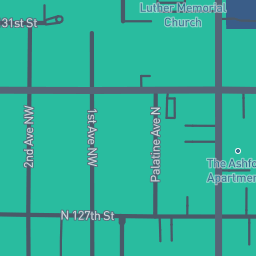 Luther Memorial
Church
31st St
2nd Ave NW
1st Ave NW
Palatine Ave N
The Ashfo
Apartment
N 127th St